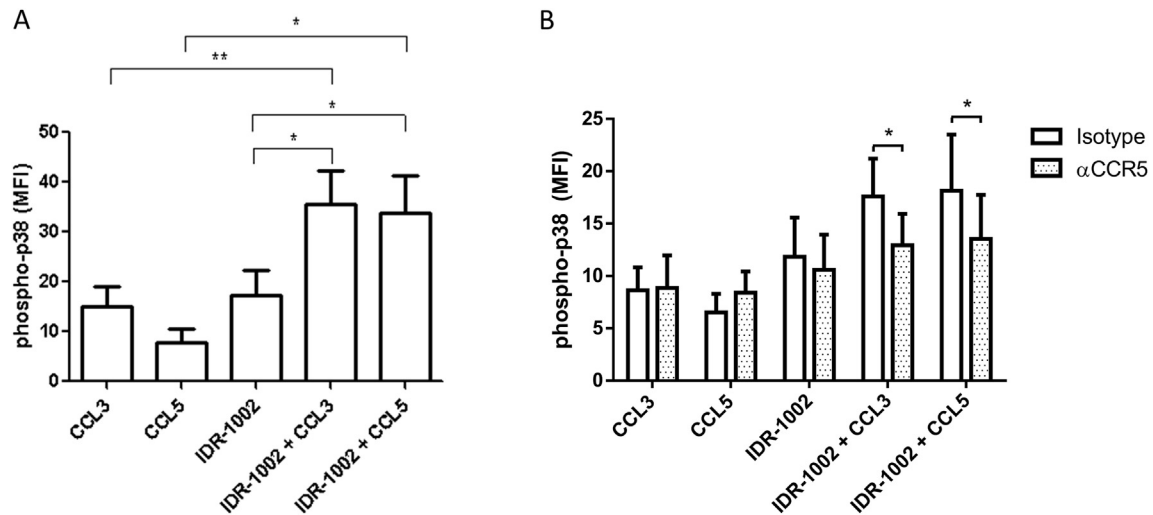 A
*
**
*
*
phospho-p38 (MFI)
50
40
30
20
10
0
CCL3
CCL5
IDR-1002
IDR-1002 + CCL3
IDR-1002 + CCL5
B
*
*
phospho-p38 (MFI)
25
20
15
10
5
0
CCL3
CCL5
IDR-1002
IDR-1002 + CCL3
IDR-1002 + CCL5
Isotype
αCCR5